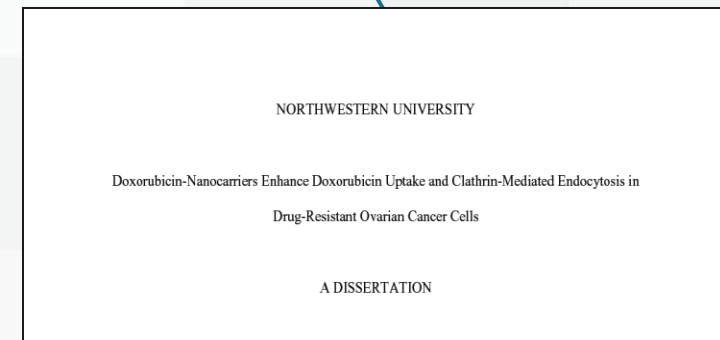 NORTHWESTERN UNIVERSITY
Doxorubicin-Nanocarriers Enhance Doxorubicin Uptake and Clathrin-Mediated Endocytosis in
Drug-Resistant Ovarian Cancer Cells
A DISSERTATION